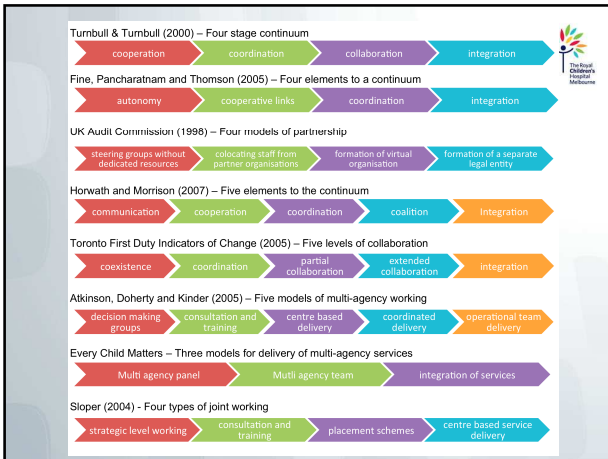 Turnbull & Turnbull (2000) – Four stage continuum
cooperation
coordination
collaboration
integration
The Royal
Children's
Hospital
Melbourne
Fine, Pancharatnam and Thomson (2005) – Four elements to a continuum
autonomy
cooperative links
coordination
integration
UK Audit Commission (1998) – Four models of partnership
steering groups without
dedicated resources
colocating staff from
partner organisations
formation of virtual
organisation
formation of a separate
legal entity
Horwath and Morrison (2007) – Five elements to the continuum
communication
cooperation
coordination
coalition
Integration
Toronto First Duty Indicators of Change (2005) – Five levels of collaboration
coexistence
coordination
partial
collaboration
extended
collaboration
integration
Atkinson, Doherty and Kinder (2005) – Five models of multi-agency working
decision making
groups
consultation and
training
centre based
delivery
coordinated
delivery
operational team
delivery
Every Child Matters – Three models for delivery of multi-agency services
Multi agency panel
Mutli agency team
integration of services
Sloper (2004) - Four types of joint working
strategic level working
consultation and
training
placement schemes
centre based service
delivery